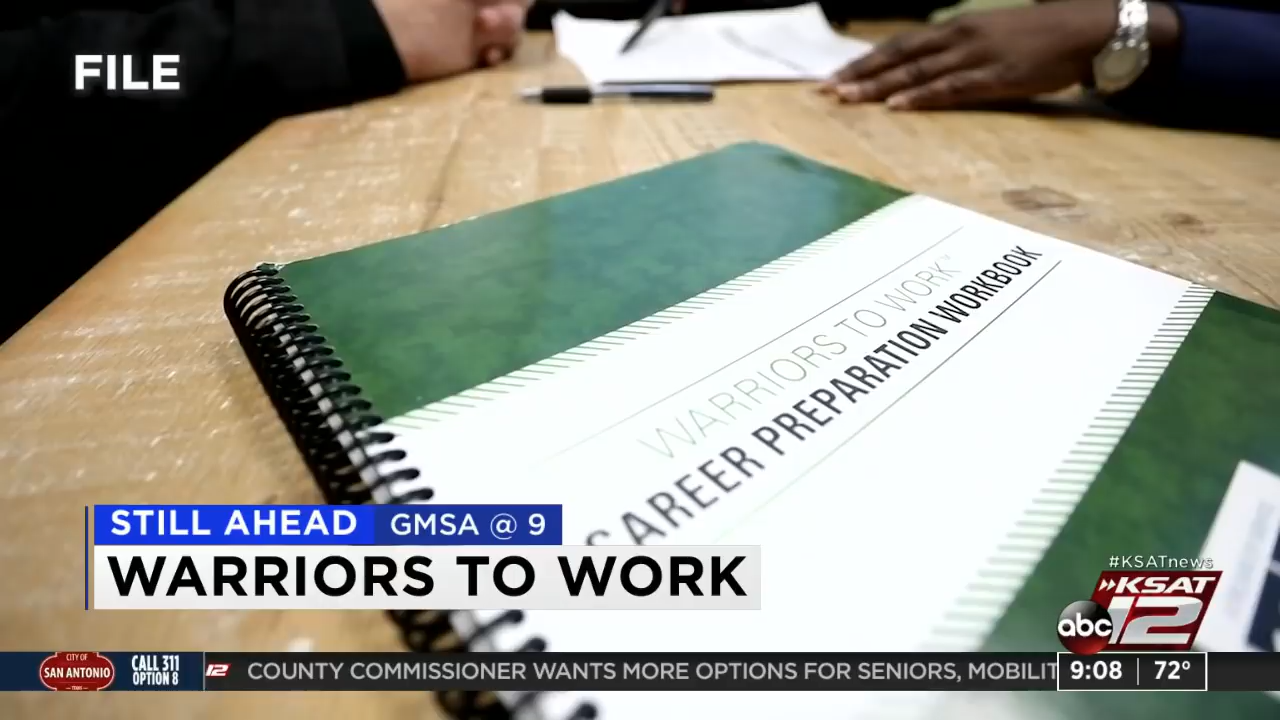 FILE
WARRIORS TO WORK™
CAREER PREPARATION WORKBOOK
STILL AHEAD GMSA @ 9
WARRIORS TO WORK
#KSATnews
KSAT
abc 12
CITY OF
SAN ANTONIO
TEXAS
CALL 311
OPTION 8
12 COUNTY COMMISSIONER WANTS MORE OPTIONS FOR SENIORS, MOBILIT
9:08 72°